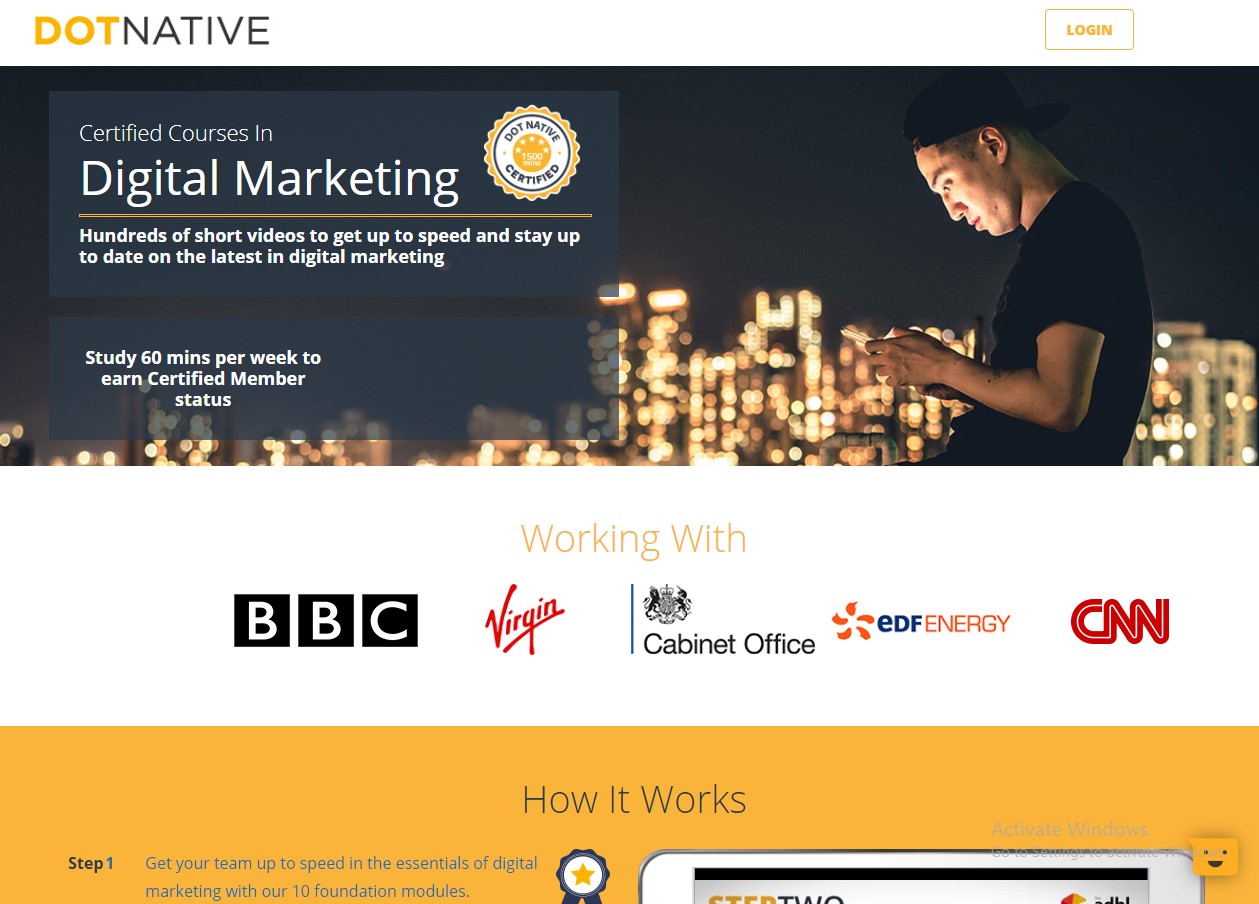 DOTNATIVE
LOGIN
Certified Courses In
Digital Marketing
DOT NATIVE
1500
mins
CERTIFIED
Hundreds of short videos to get up to speed and stay up
to date on the latest in digital marketing
Study 60 mins per week to
earn Certified Member
status
Working With
BBC
Virgin
Cabinet Office
eDF ENERGY
CNN
How It Works
Activate Windows
Go to Settings to activate Windows.
Step 1
Get your team up to speed in the essentials of digital
marketing with our 10 foundation modules.
STEPTWO
adbl